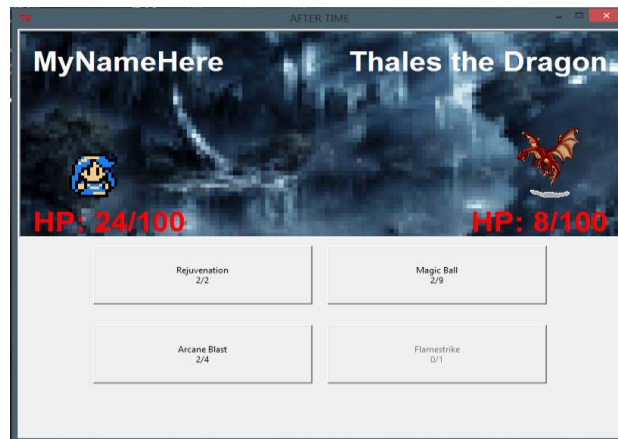 AFTER TIME
MyNameHere
Thales the Dragon
HP: 24/100
HP: 8/100
Rejuvenation
2/2
Magic Ball
2/9
Arcane Blast
2/4
Flamestrike
0/1